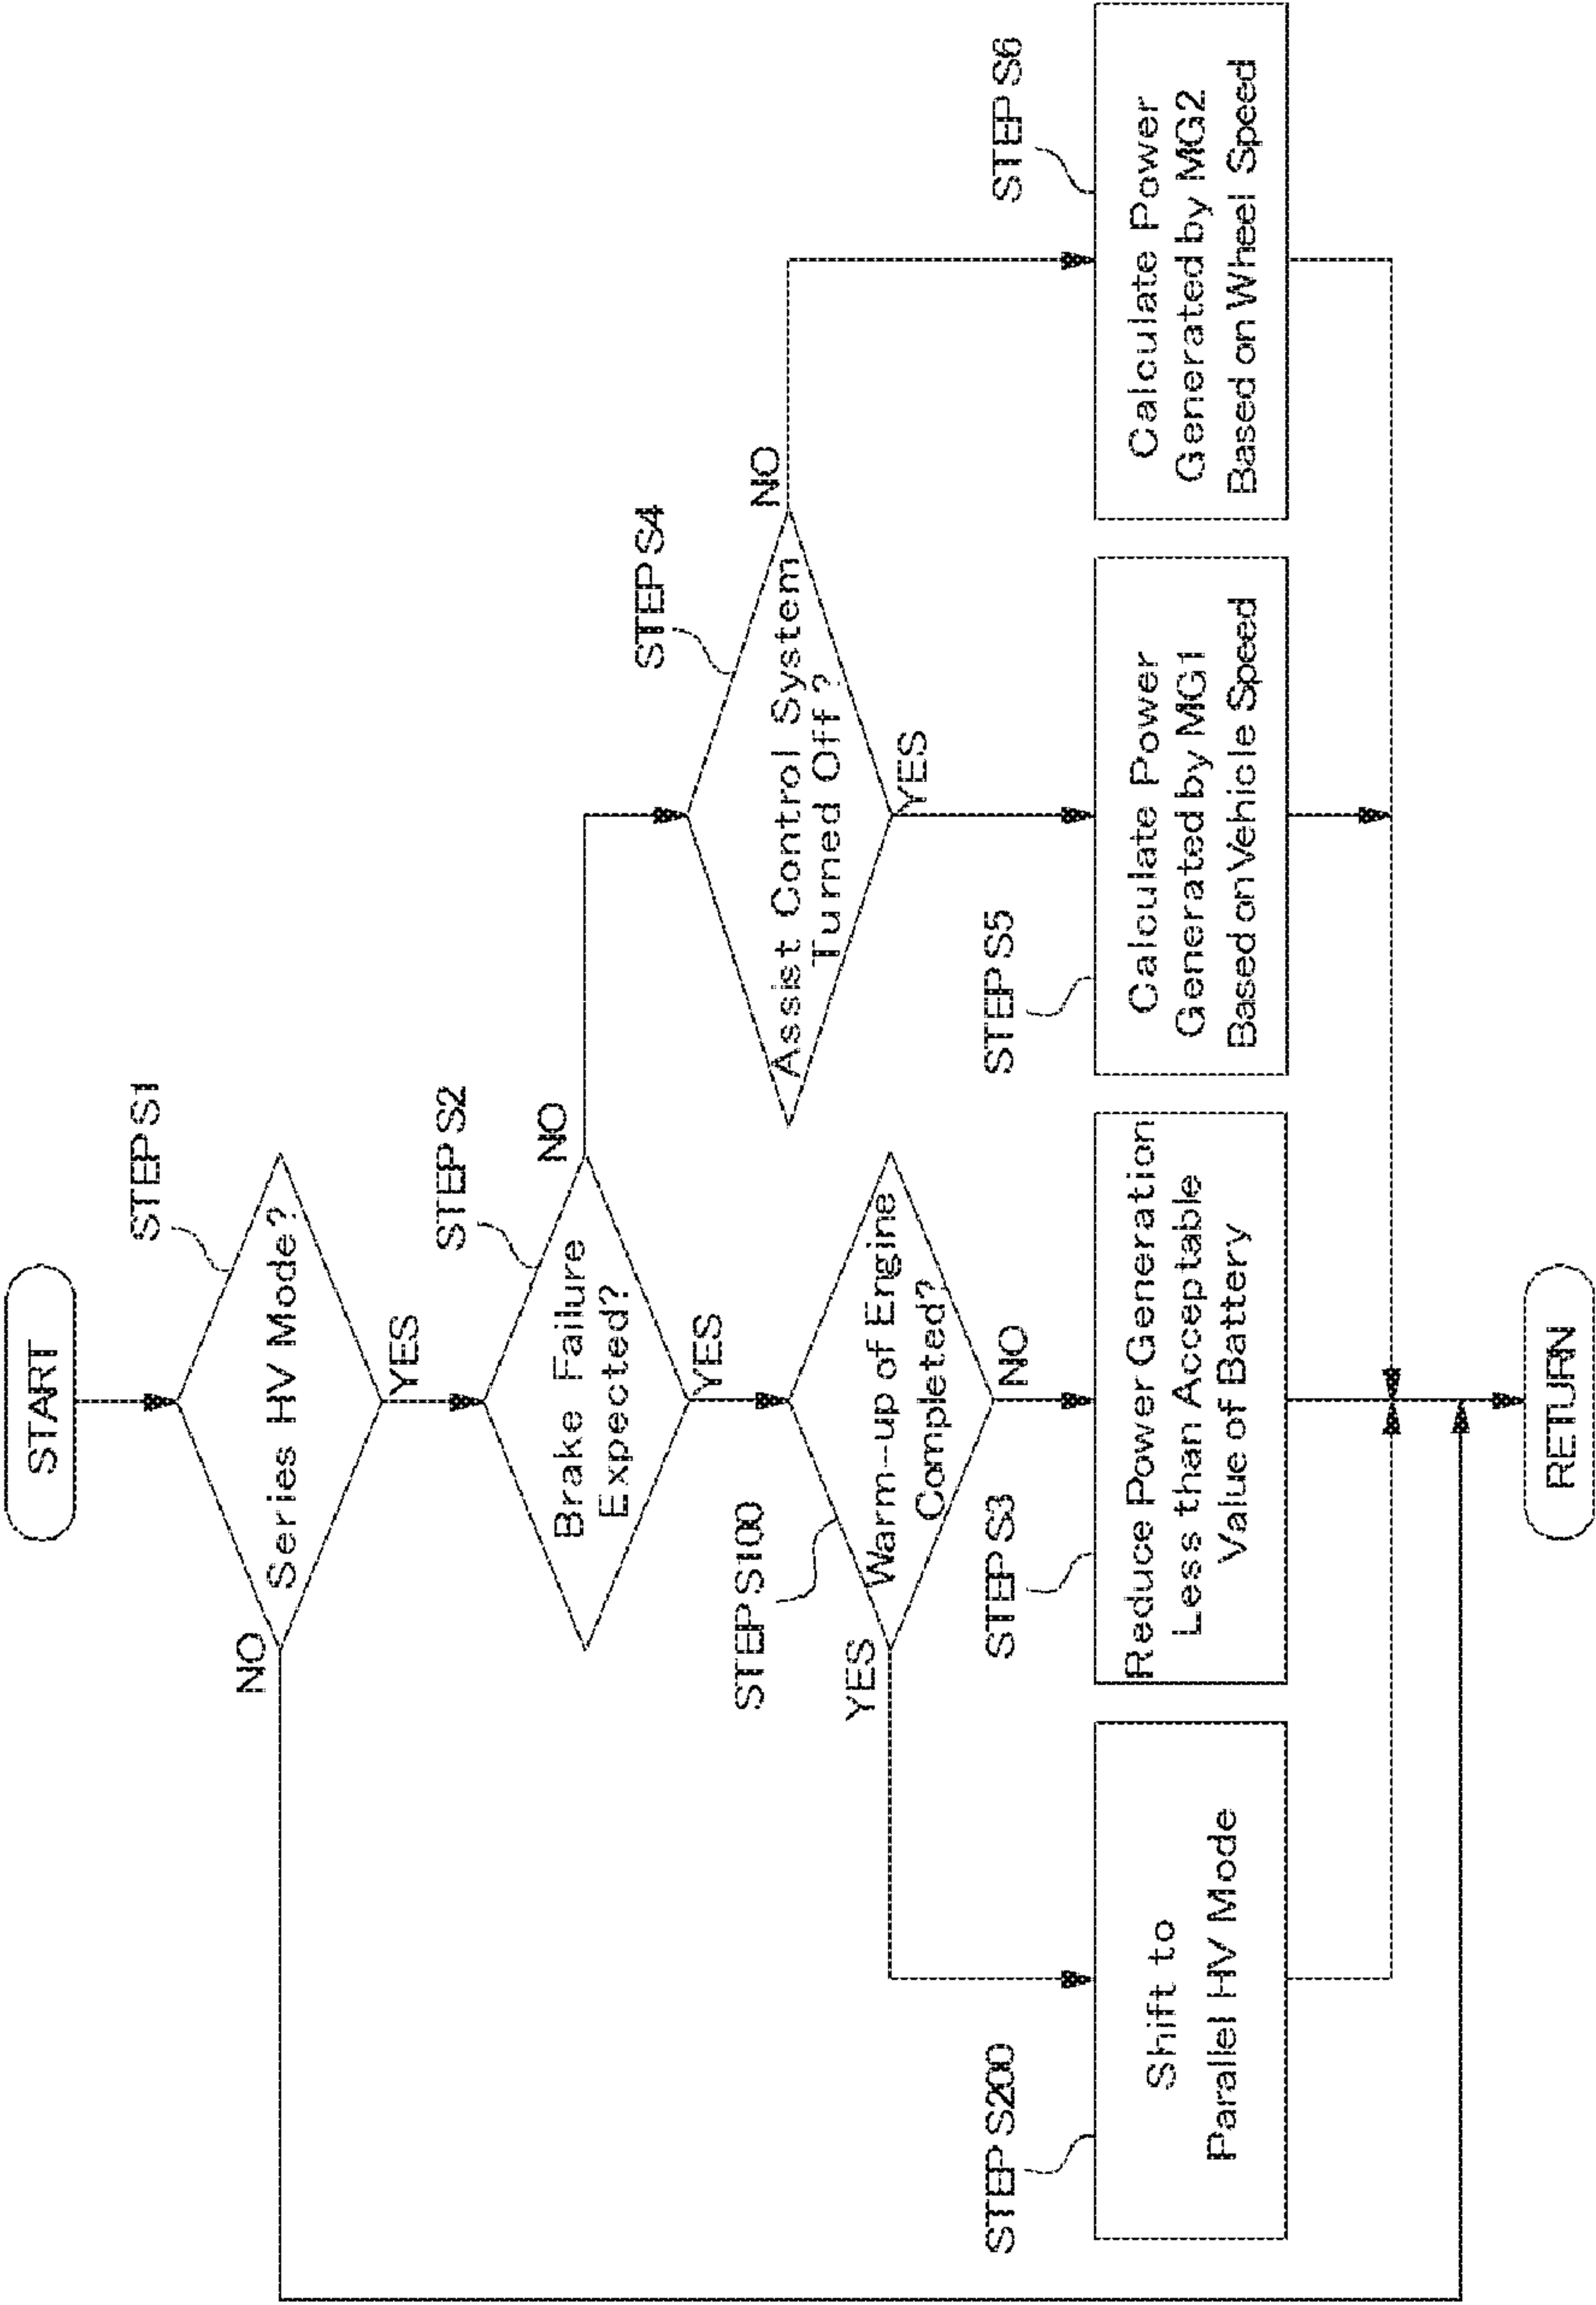 START
STEP S1
Series HV Mode?
NO
YES
STEP S2
Brake Failure
Expected?
NO
YES
STEP S4
Assist Control System
Turned Off ?
NO
YES
STEP S100
Warm-up of Engine
Completed?
YES
NO
STEP S200
Shift to
Parallel HV Mode
STEP S3
Reduce Power Generation
Less than Acceptable
Value of Battery
STEP S5
Calculate Power
Generated by MG1
Based on Vehicle Speed
STEP S6
Calculate Power
Generated by MG2
Based on Wheel Speed
RETURN